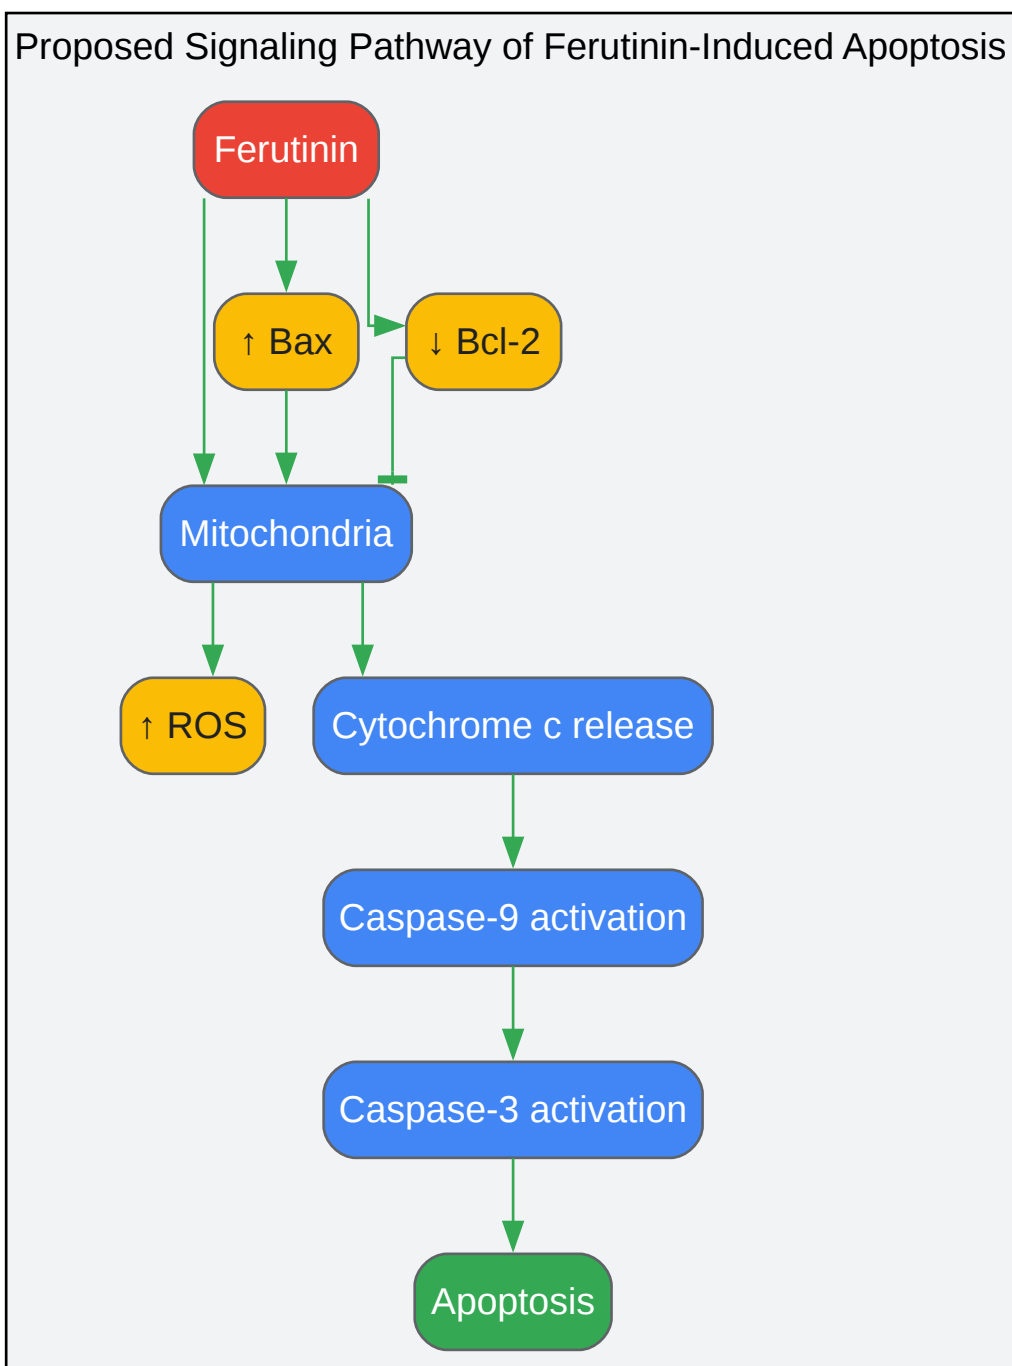 Proposed Signaling Pathway of Ferutinin-Induced Apoptosis
Ferutinin
↑ Bax
↓ Bcl-2
Mitochondria
↑ ROS
Cytochrome c release
Caspase-9 activation
Caspase-3 activation
Apoptosis